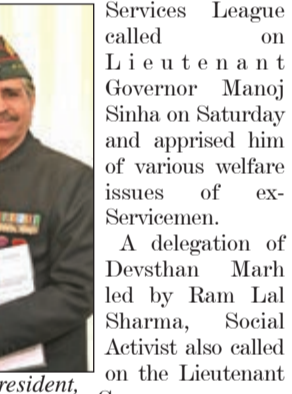 Services League
called on
Lieutenant
Governor Manoj
Sinha on Saturday
and apprised him
of various welfare
issues of ex-
Servicemen.
A delegation of
Devsthan Marh
led by Ram Lal
Sharma, Social
Activist also called
on the Lieutenant
resident,